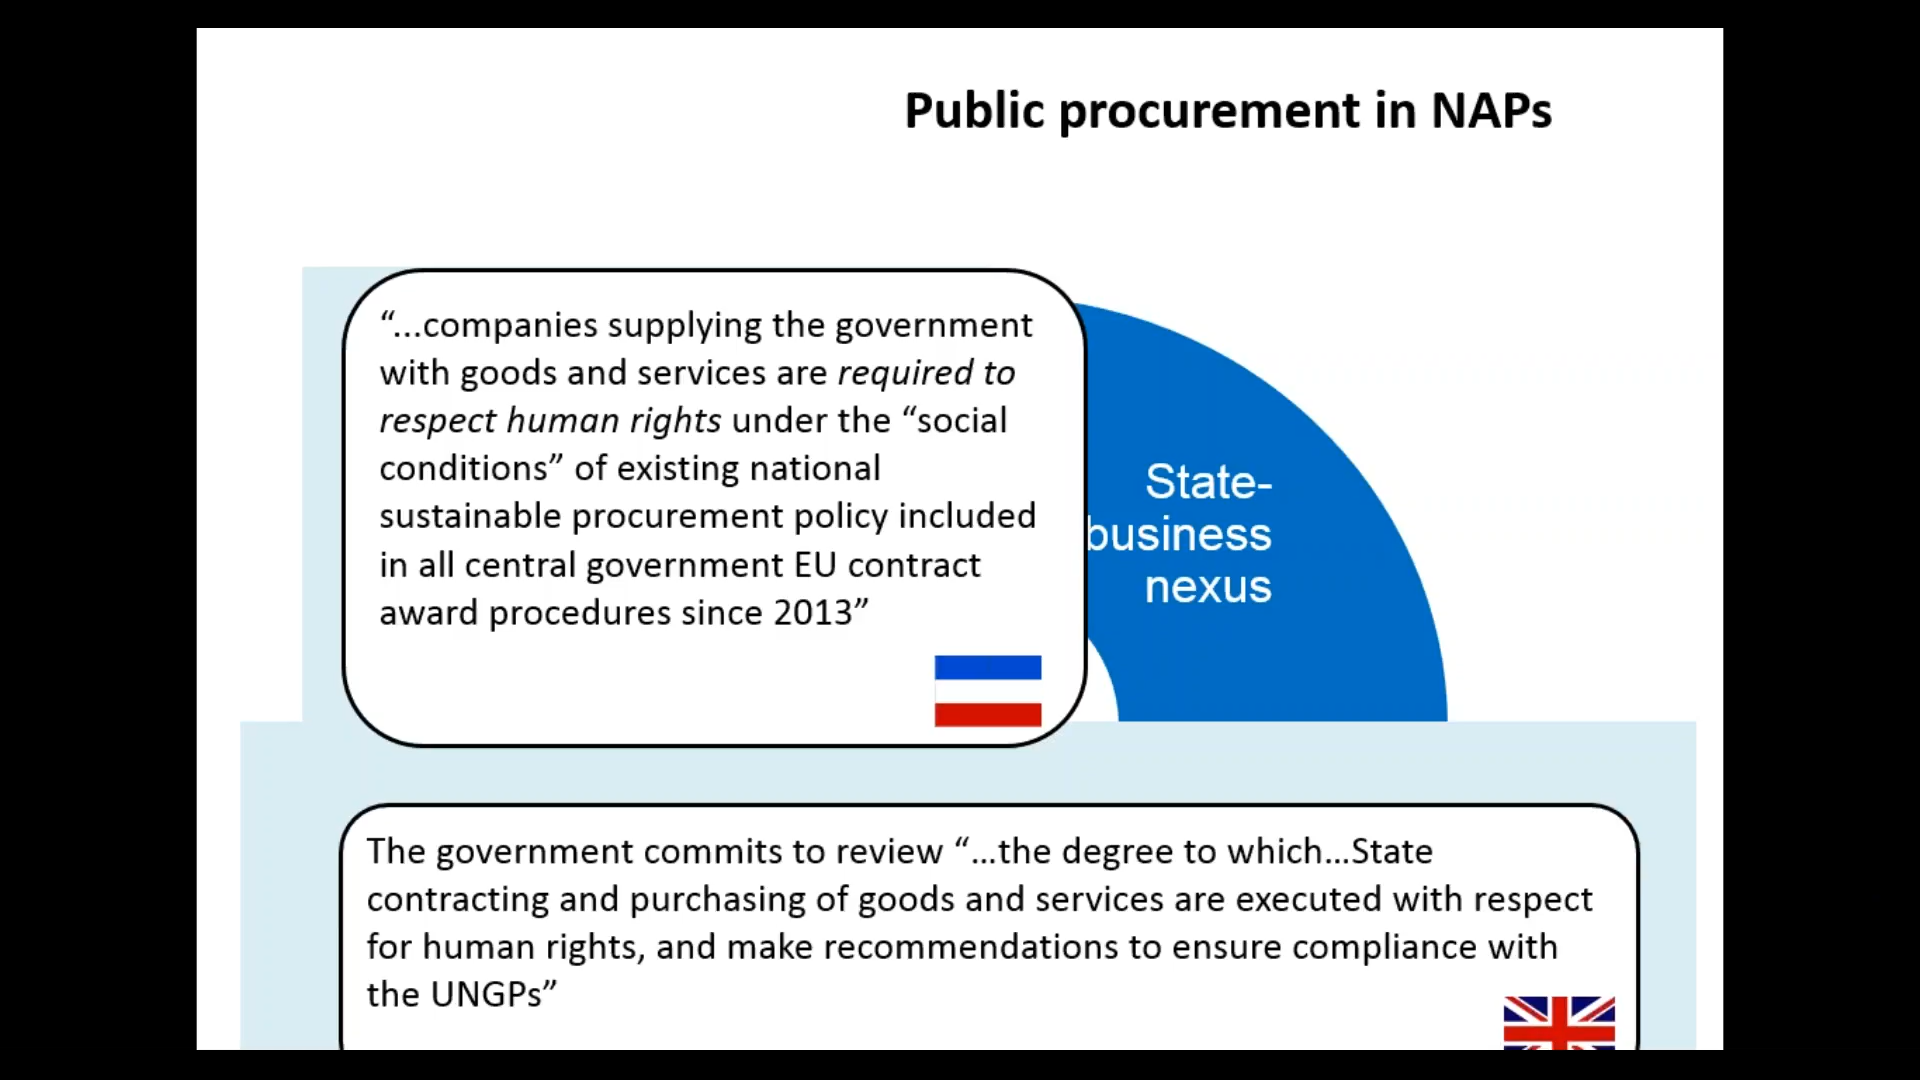 Public procurement in NAPs
“...companies supplying the government
with goods and services are required to
respect human rights under the “social
conditions” of existing national
sustainable procurement policy included
in all central government EU contract
award procedures since 2013”
State-
business
nexus
The government commits to review “...the degree to which...State
contracting and purchasing of goods and services are executed with respect
for human rights, and make recommendations to ensure compliance with
the UNGPs”